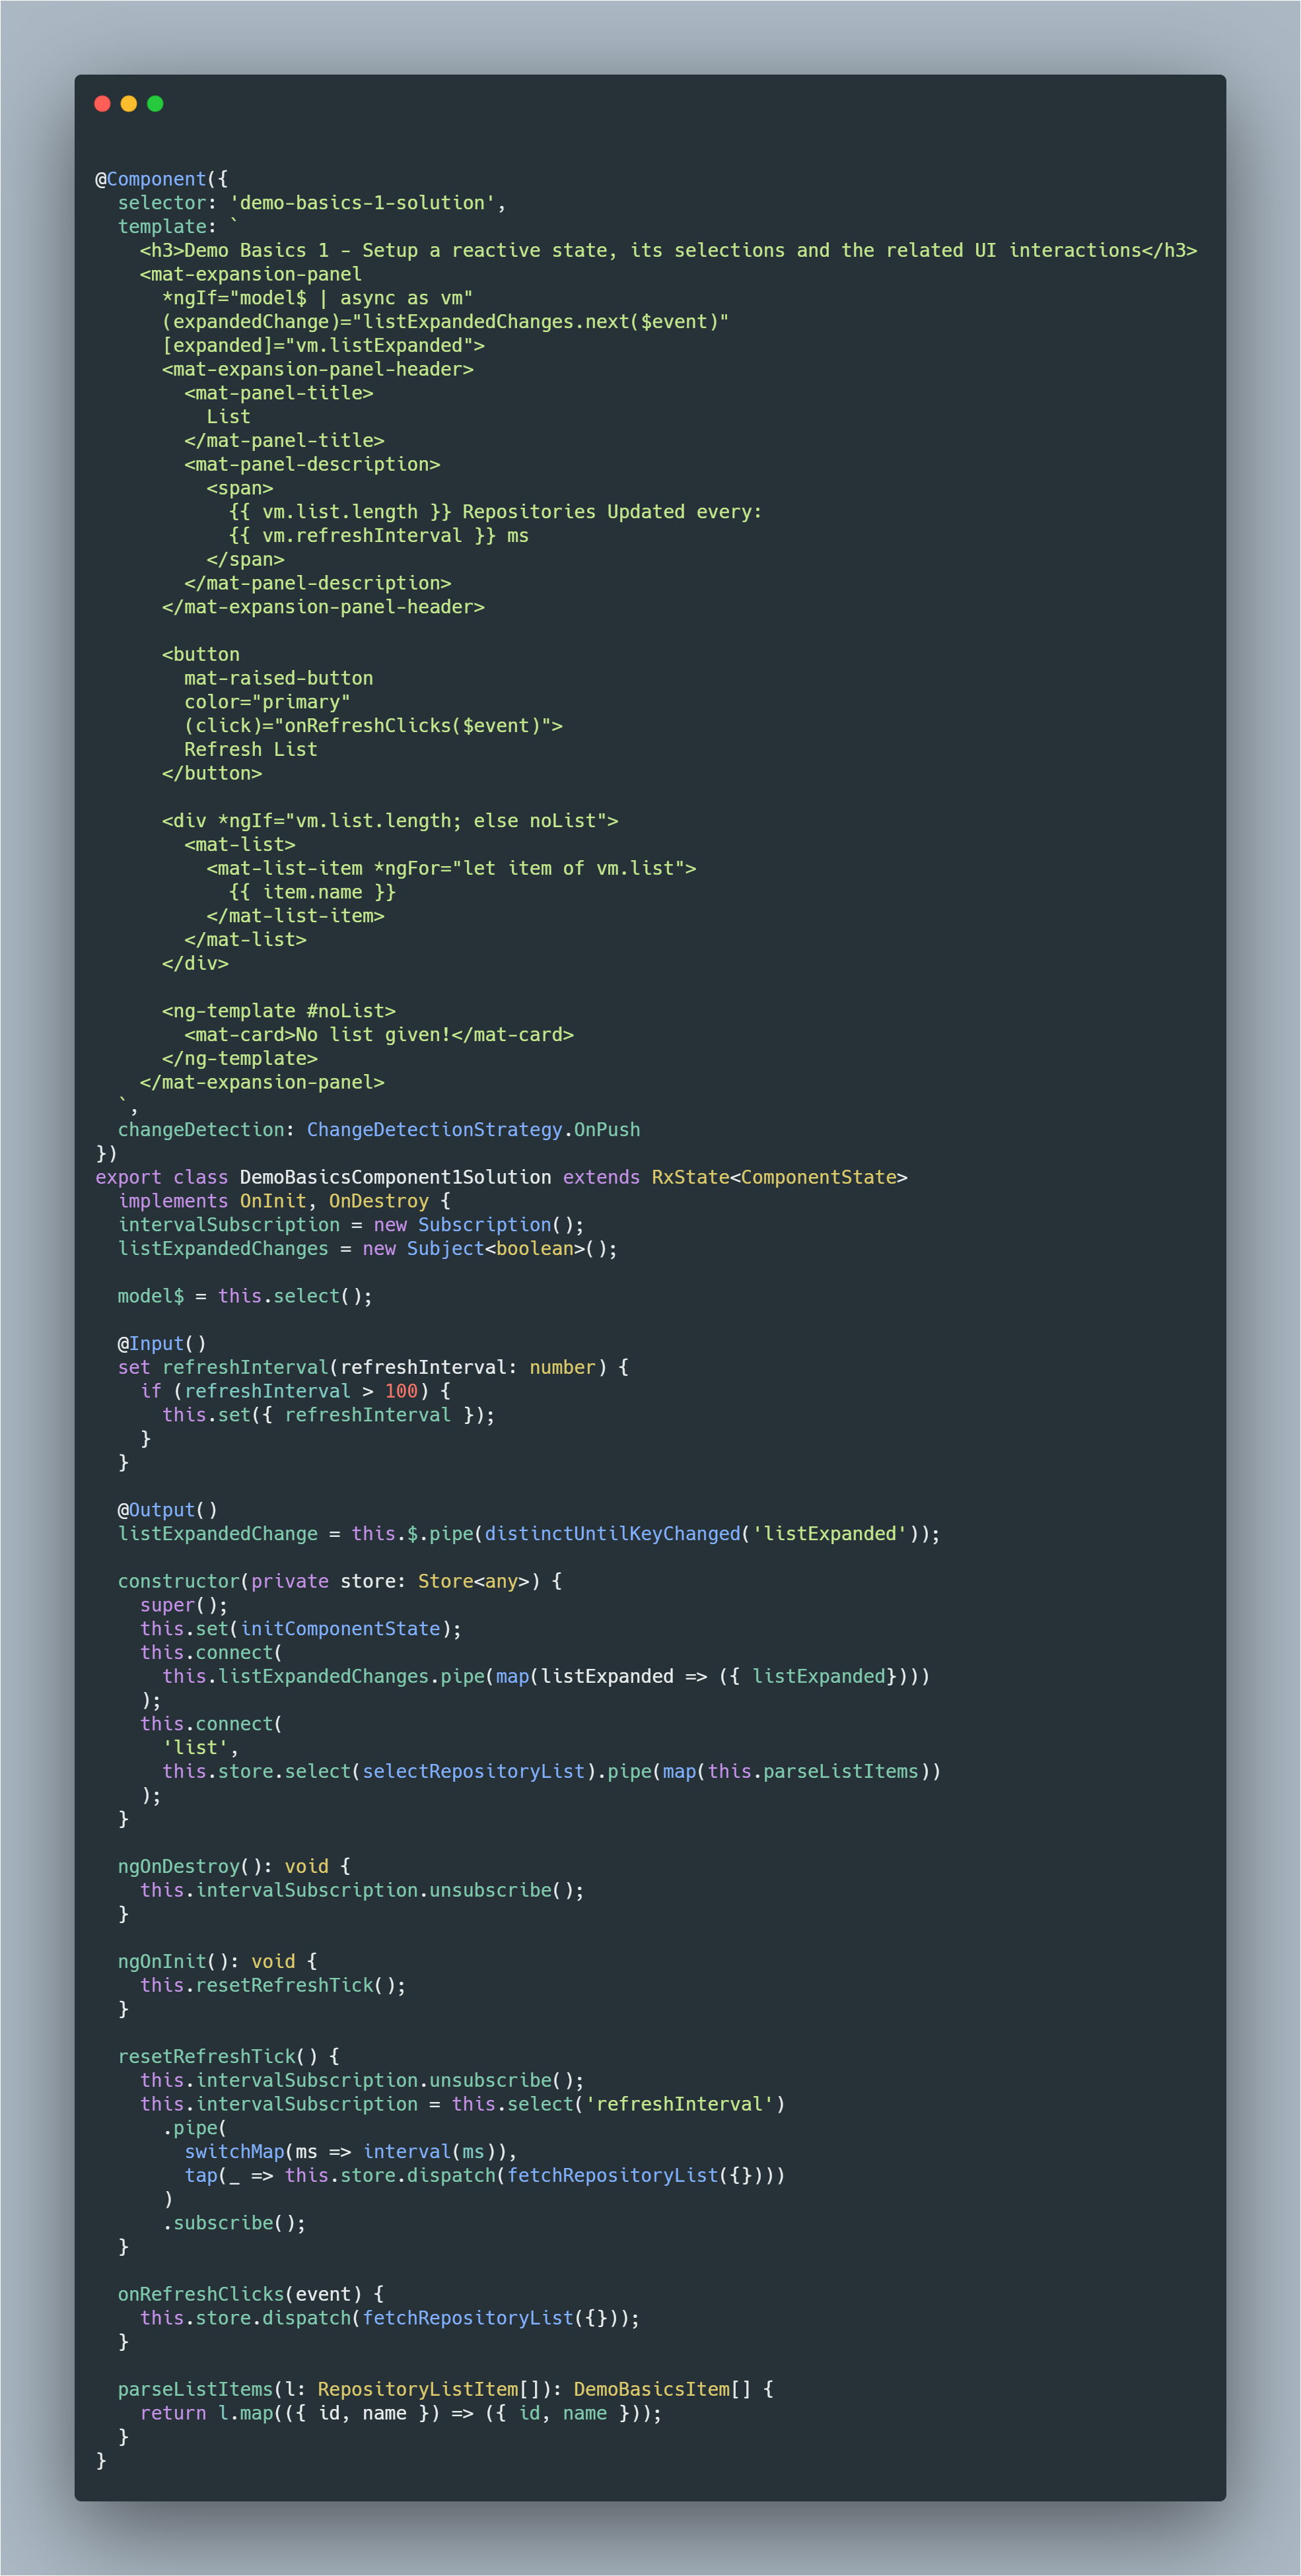 @Component({
  selector: 'demo-basics-1-solution',
  template: `
    <h3>Demo Basics 1 - Setup a reactive state, its selections and the related UI interactions</h3>
    <mat-expansion-panel
      *ngIf="model$ | async as vm"
      (expandedChange)="listExpandedChanges.next($event)"
      [expanded]="vm.listExpanded">
      <mat-expansion-panel-header>
        <mat-panel-title>
          List
        </mat-panel-title>
        <mat-panel-description>
          <span>
            {{ vm.list.length }} Repositories Updated every:
            {{ vm.refreshInterval }} ms
          </span>
        </mat-panel-description>
      </mat-expansion-panel-header>

      <button
        mat-raised-button
        color="primary"
        (click)="onRefreshClicks($event)">
        Refresh List
      </button>

      <div *ngIf="vm.list.length; else noList">
        <mat-list>
          <mat-list-item *ngFor="let item of vm.list">
            {{ item.name }}
          </mat-list-item>
        </mat-list>
      </div>

      <ng-template #noList>
        <mat-card>No list given!</mat-card>
      </ng-template>
    </mat-expansion-panel>
  `,
  changeDetection: ChangeDetectionStrategy.OnPush
})
export class DemoBasicsComponent1Solution extends RxState<ComponentState>
  implements OnInit, OnDestroy {
  intervalSubscription = new Subscription();
  listExpandedChanges = new Subject<boolean>();

  model$ = this.select();

  @Input()
  set refreshInterval(refreshInterval: number) {
    if (refreshInterval > 100) {
      this.set({ refreshInterval });
    }
  }

  @Output()
  listExpandedChange = this.$.pipe(distinctUntilKeyChanged('listExpanded'));

  constructor(private store: Store<any>) {
    super();
    this.set(initComponentState);
    this.connect(
      this.listExpandedChanges.pipe(map(listExpanded => ({ listExpanded})))
    );
    this.connect(
      'list',
      this.store.select(selectRepositoryList).pipe(map(this.parseListItems))
    );
  }

  ngOnDestroy(): void {
    this.intervalSubscription.unsubscribe();
  }

  ngOnInit(): void {
    this.resetRefreshTick();
  }

  resetRefreshTick() {
    this.intervalSubscription.unsubscribe();
    this.intervalSubscription = this.select('refreshInterval')
      .pipe(
        switchMap(ms => interval(ms)),
        tap(_ => this.store.dispatch(fetchRepositoryList({})))
      )
      .subscribe();
  }

  onRefreshClicks(event) {
    this.store.dispatch(fetchRepositoryList({}));
  }

  parseListItems(l: RepositoryListItem[]): DemoBasicsItem[] {
    return l.map(({ id, name }) => ({ id, name }));
  }
}